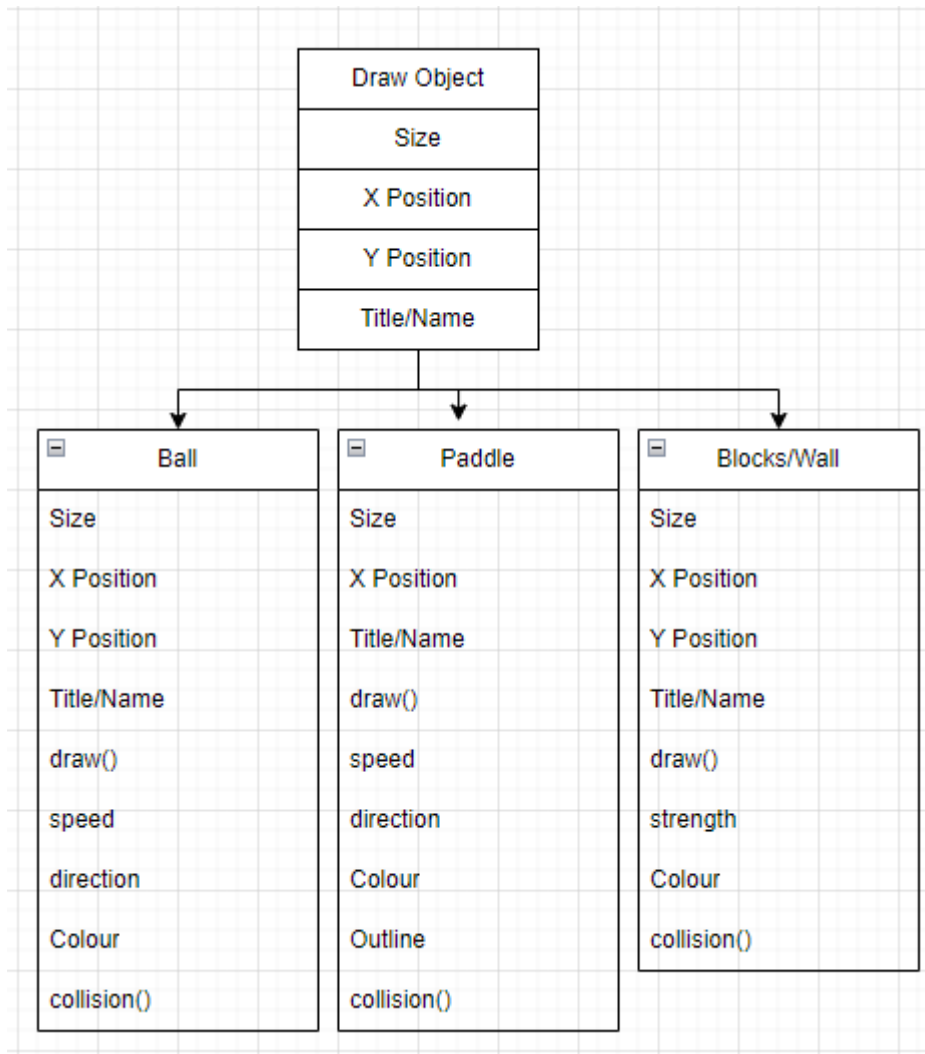 Draw Object
Size
X Position
Y Position
Title/Name
Ball
Size
X Position
Y Position
Title/Name
draw()
speed
direction
Colour
collision()
Paddle
Size
X Position
Title/Name
draw()
speed
direction
Colour
Outline
collision()
Blocks/Wall
Size
X Position
Y Position
Title/Name
draw()
strength
Colour
collision()